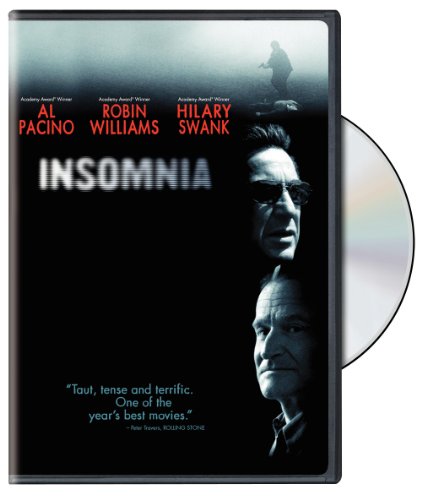 Academy Award® Winner Academy Award® Winner Academy Award® Winner
AL ROBIN HILARY
PACINO WILLIAMS SWANK
INSOMNIA
"Taut, tense and terrific.
One of the
year's best movies."
– Peter Travers, ROLLING STONE